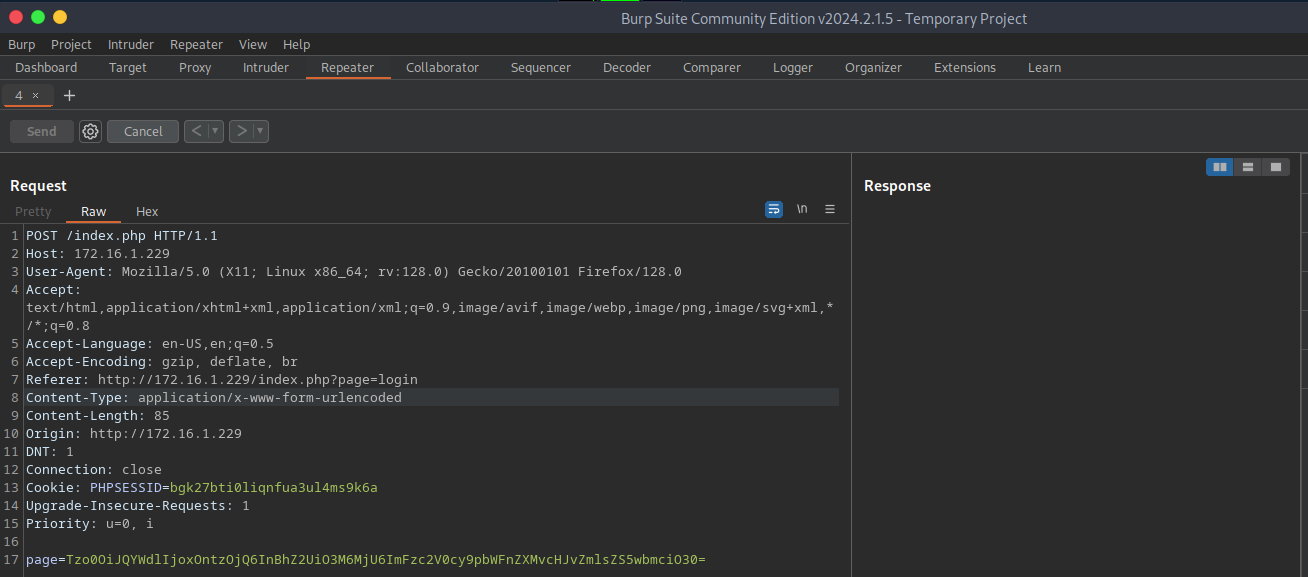 Burp Suite Community Edition v2024.2.1.5 - Temporary Project
Burp Project Intruder Repeater View Help
Dashboard Target Proxy Intruder Repeater Collaborator Sequencer Decoder Comparer Logger Organizer Extensions Learn
4 × +
Send Cancel < ▼ > ▼
Request
Response
Pretty Raw Hex \n
1 POST /index.php HTTP/1.1
2 Host: 172.16.1.229
3 User-Agent: Mozilla/5.0 (X11; Linux x86_64; rv:128.0) Gecko/20100101 Firefox/128.0
4 Accept:
text/html,application/xhtml+xml,application/xml;q=0.9,image/avif,image/webp,image/png,image/svg+xml,*
/*;q=0.8
5 Accept-Language: en-US,en;q=0.5
6 Accept-Encoding: gzip, deflate, br
7 Referer: http://172.16.1.229/index.php?page=login
8 Content-Type: application/x-www-form-urlencoded
9 Content-Length: 85
10 Origin: http://172.16.1.229
11 DNT: 1
12 Connection: close
13 Cookie: PHPSESSID=bgk27bti0liqnfua3ul4ms9k6a
14 Upgrade-Insecure-Requests: 1
15 Priority: u=0, i
16
17 page=Tzo0OiJQYWdlIjoxOntzOjQ6InBhZ2UiO3M6MjU6ImFzc2V0cy9pbWFnZXMvcHJvZmlsZS5wbmciO30=